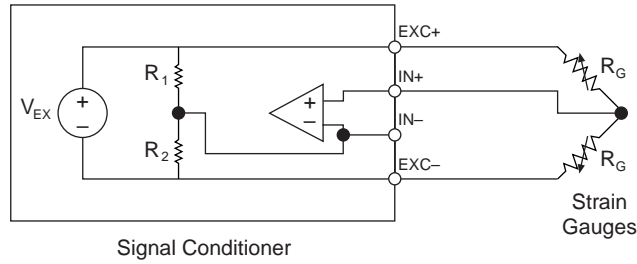 EXC+
R1
RG
IN+
VEX
+
–
+
–
IN–
R2
RG
EXC–
Strain
Gauges
Signal Conditioner